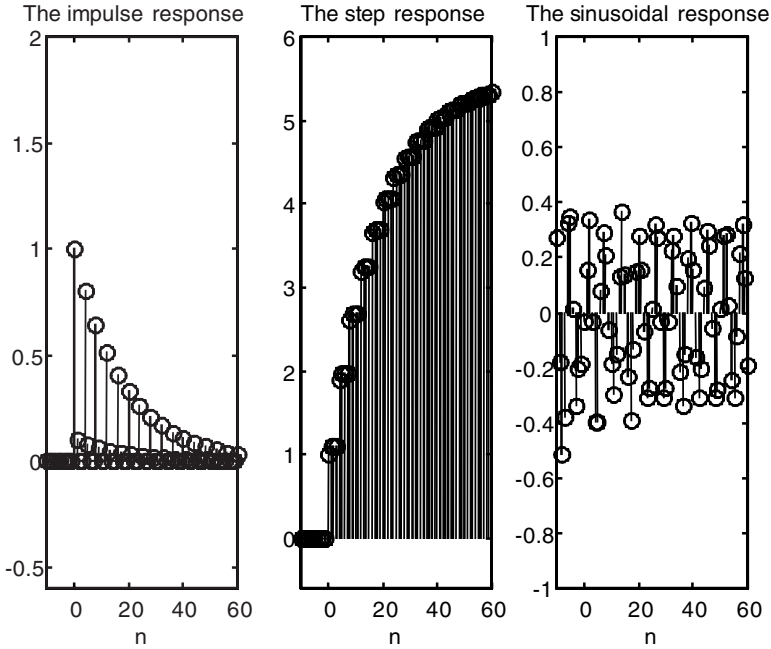 The impulse response
2
1.5
1
0.5
0
-0.5
0 20 40 60
n
The step response
6
5
4
3
2
1
0
0 20 40 60
n
The sinusoidal response
1
0.8
0.6
0.4
0.2
0
-0.2
-0.4
-0.6
-0.8
-1
0 20 40 60
n